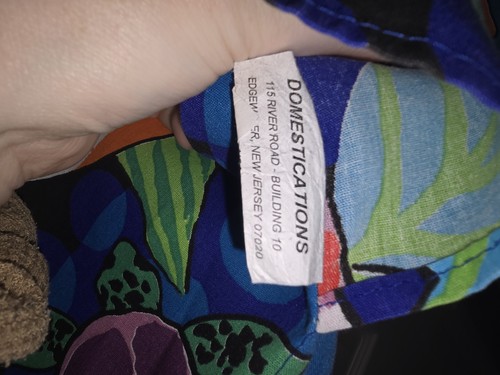 DOMESTICATIONS
115 RIVER ROAD - BUILDING 10
NEW JERSEY 07020